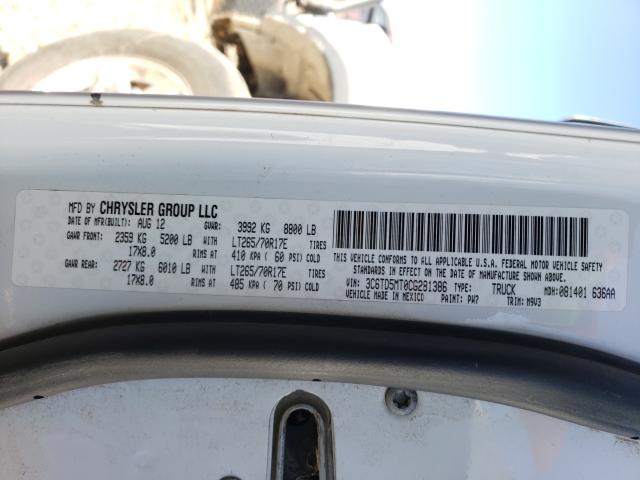 MFD BY CHRYSLER GROUP LLC
DATE OF MFR(BUILT): AUG 12 GVWR: 3992 KG 8800 LB
GAWR FRONT: 2359 KG 5200 LB WITH LT265/70R17E TIRES
17X8.0 RIMS AT 410 KPA ( 60 PSI) COLD
GAWR REAR: 2727 KG 6010 LB WITH LT265/70R17E TIRES
17X8.0 RIMS AT 485 KPA ( 70 PSI) COLD
THIS VEHICLE CONFORMS TO ALL APPLICABLE U.S.A. FEDERAL MOTOR VEHICLE SAFETY
STANDARDS IN EFFECT ON THE DATE OF MANUFACTURE SHOWN ABOVE.
VIN: 3C6TD5MT0CG281386 TYPE: TRUCK MDH: 081401 636AA
VEHICLE MADE IN MEXICO PAINT: PW7 TRIM: M9V3